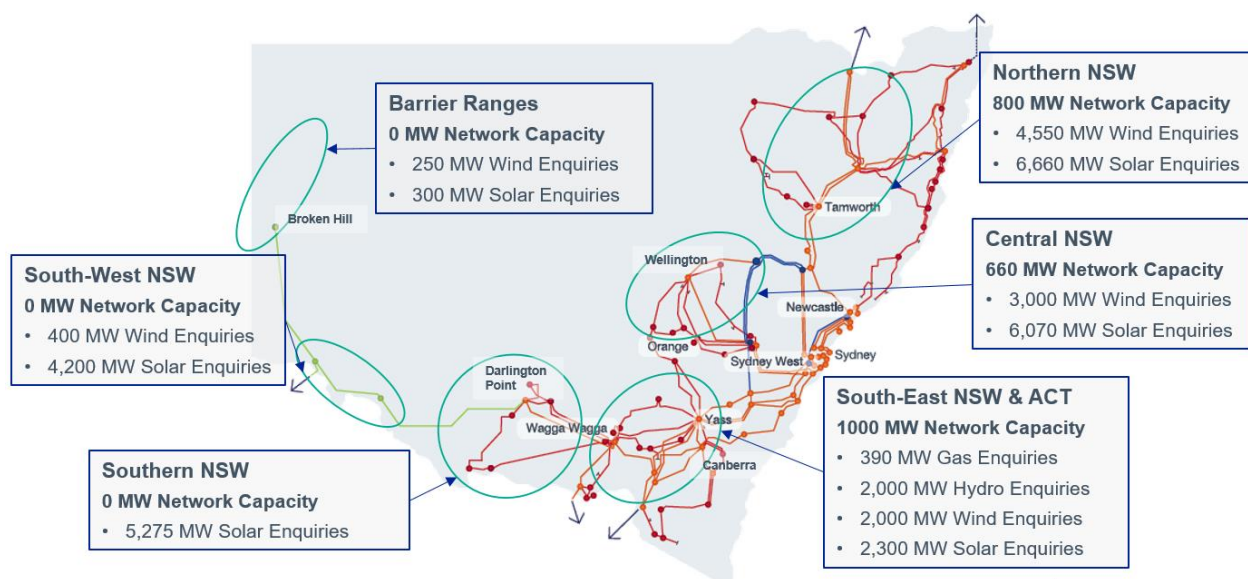 Barrier Ranges
0 MW Network Capacity
• 250 MW Wind Enquiries
• 300 MW Solar Enquiries
Northern NSW
800 MW Network Capacity
• 4,550 MW Wind Enquiries
• 6,660 MW Solar Enquiries
Tamworth
Broken Hill
South-West NSW
0 MW Network Capacity
• 400 MW Wind Enquiries
• 4,200 MW Solar Enquiries
Central NSW
660 MW Network Capacity
• 3,000 MW Wind Enquiries
• 6,070 MW Solar Enquiries
Wellington
Newcastle
Orange
Sydney West
Sydney
Darlington
Point
Wagga Wagga
Yass
Canberra
South-East NSW & ACT
1000 MW Network Capacity
• 390 MW Gas Enquiries
• 2,000 MW Hydro Enquiries
• 2,000 MW Wind Enquiries
• 2,300 MW Solar Enquiries
Southern NSW
0 MW Network Capacity
• 5,275 MW Solar Enquiries